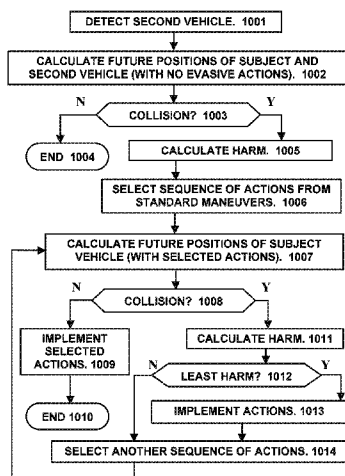 DETECT SECOND VEHICLE. 1001
CALCULATE FUTURE POSITIONS OF SUBJECT AND
SECOND VEHICLE (WITH NO EVASIVE ACTIONS). 1002
N
COLLISION? 1003
Y
END 1004
CALCULATE HARM. 1005
SELECT SEQUENCE OF ACTIONS FROM
STANDARD MANEUVERS. 1006
CALCULATE FUTURE POSITIONS OF SUBJECT
VEHICLE (WITH SELECTED ACTIONS). 1007
N
COLLISION? 1008
Y
IMPLEMENT
SELECTED
ACTIONS. 1009
CALCULATE HARM. 1011
N
LEAST HARM? 1012
Y
END 1010
IMPLEMENT ACTIONS. 1013
SELECT ANOTHER SEQUENCE OF ACTIONS. 1014